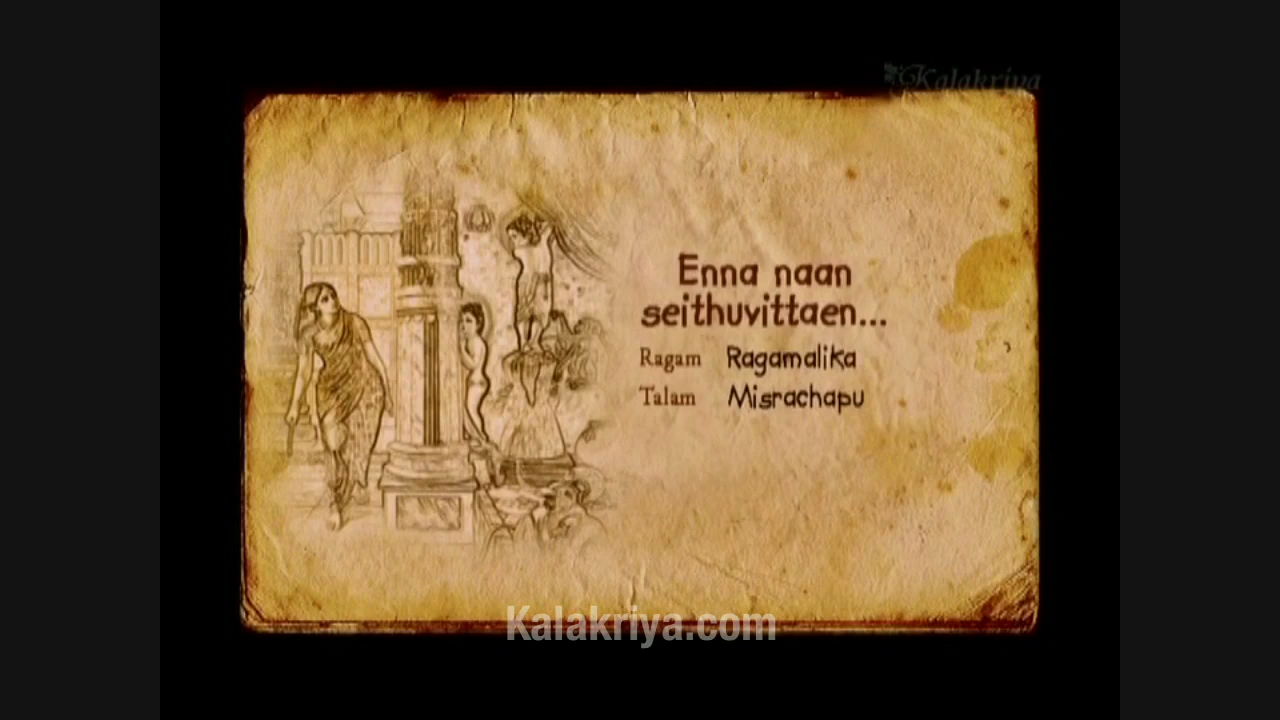 Kalakriya
Enna naan
seithuvittaen...
Ragam Ragamalika
Talam Misrachapu
Kalakriya.com